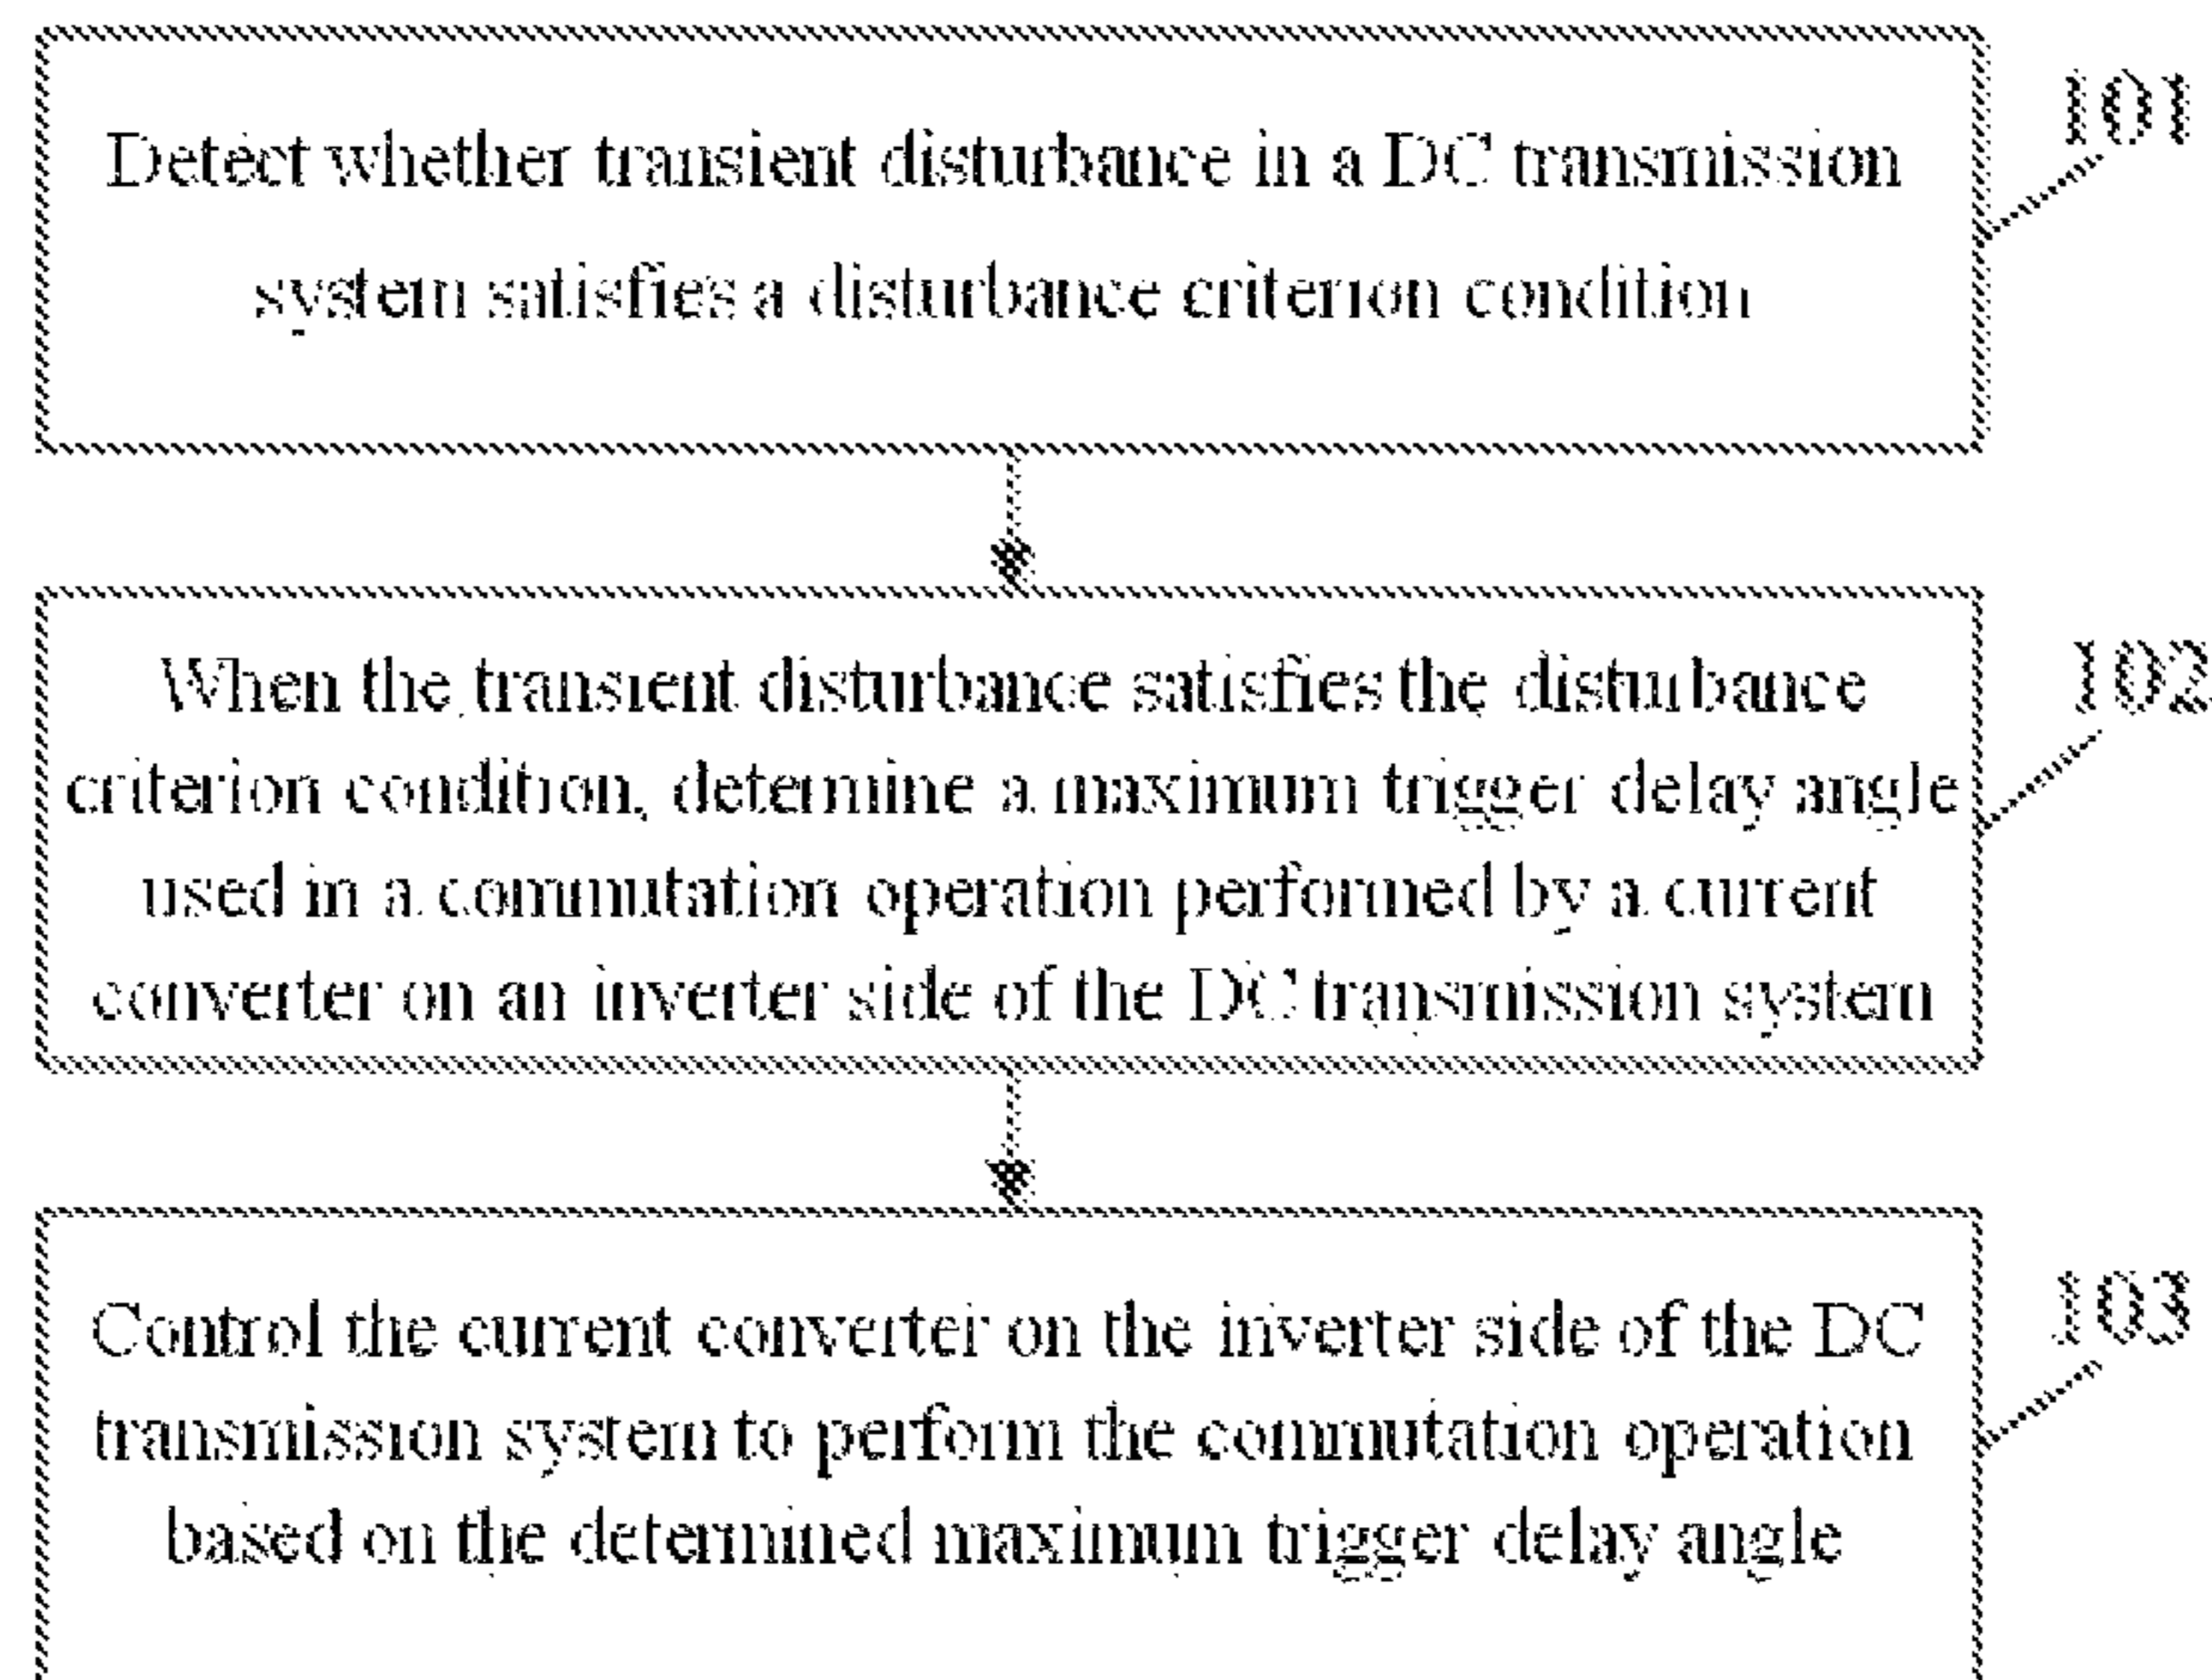 Detect whether transient disturbance in a DC transmission
system satisfies a disturbance criterion condition
101
When the transient disturbance satisfies the disturbance
criterion condition, determine a maximum trigger delay angle
used in a commutation operation performed by a current
converter on an inverter side of the DC transmission system
102
Control the current converter on the inverter side of the DC
transmission system to perform the commutation operation
based on the determined maximum trigger delay angle
103